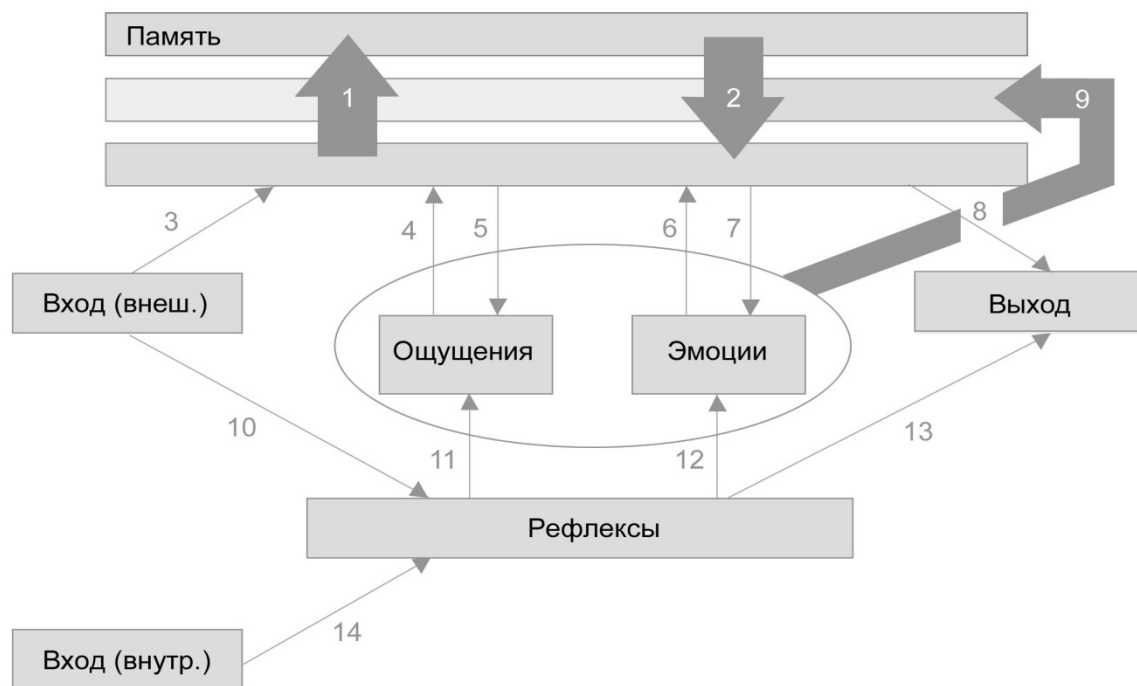 Память
1
2
9
3
4
5
6
7
8
Вход (внеш.)
Ощущения
Эмоции
Выход
10
11
12
13
Рефлексы
14
Вход (внутр.)